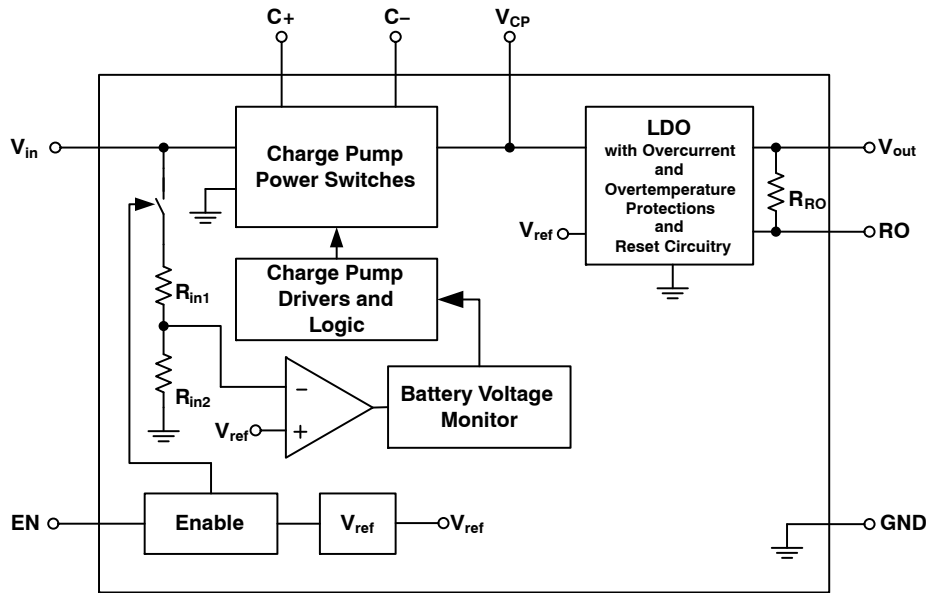 C+
C−
VCP
Vin
Charge Pump
Power Switches
LDO
with Overcurrent
and
Overtemperature
Protections
and
Reset Circuitry
Vout
RRO
RO
Vref
Charge Pump
Drivers and
Logic
Rin1
Rin2
−
+
Vref
Battery Voltage
Monitor
EN
Enable
Vref
Vref
GND